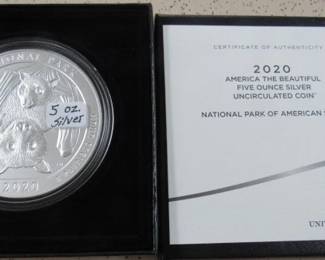 NATIONAL PARK
5 oz.
silver
2020
CERTIFICATE OF AUTHENTICITY
2020
AMERICA THE BEAUTIFUL
FIVE OUNCE SILVER
UNCIRCULATED COIN
NATIONAL PARK OF AMERICAN S
UNIT